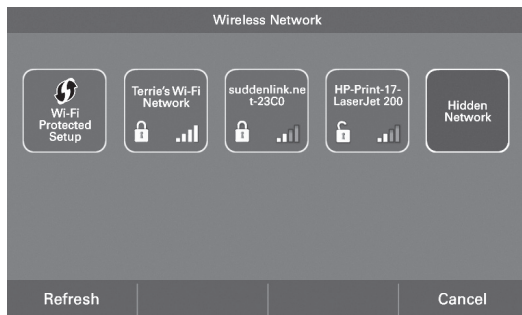 Wireless Network
Wi-Fi
Protected
Setup
Terrie's Wi-Fi
Network
suddenlink.ne
t-23C0
HP-Print-17-
LaserJet 200
Hidden
Network
Refresh
Cancel